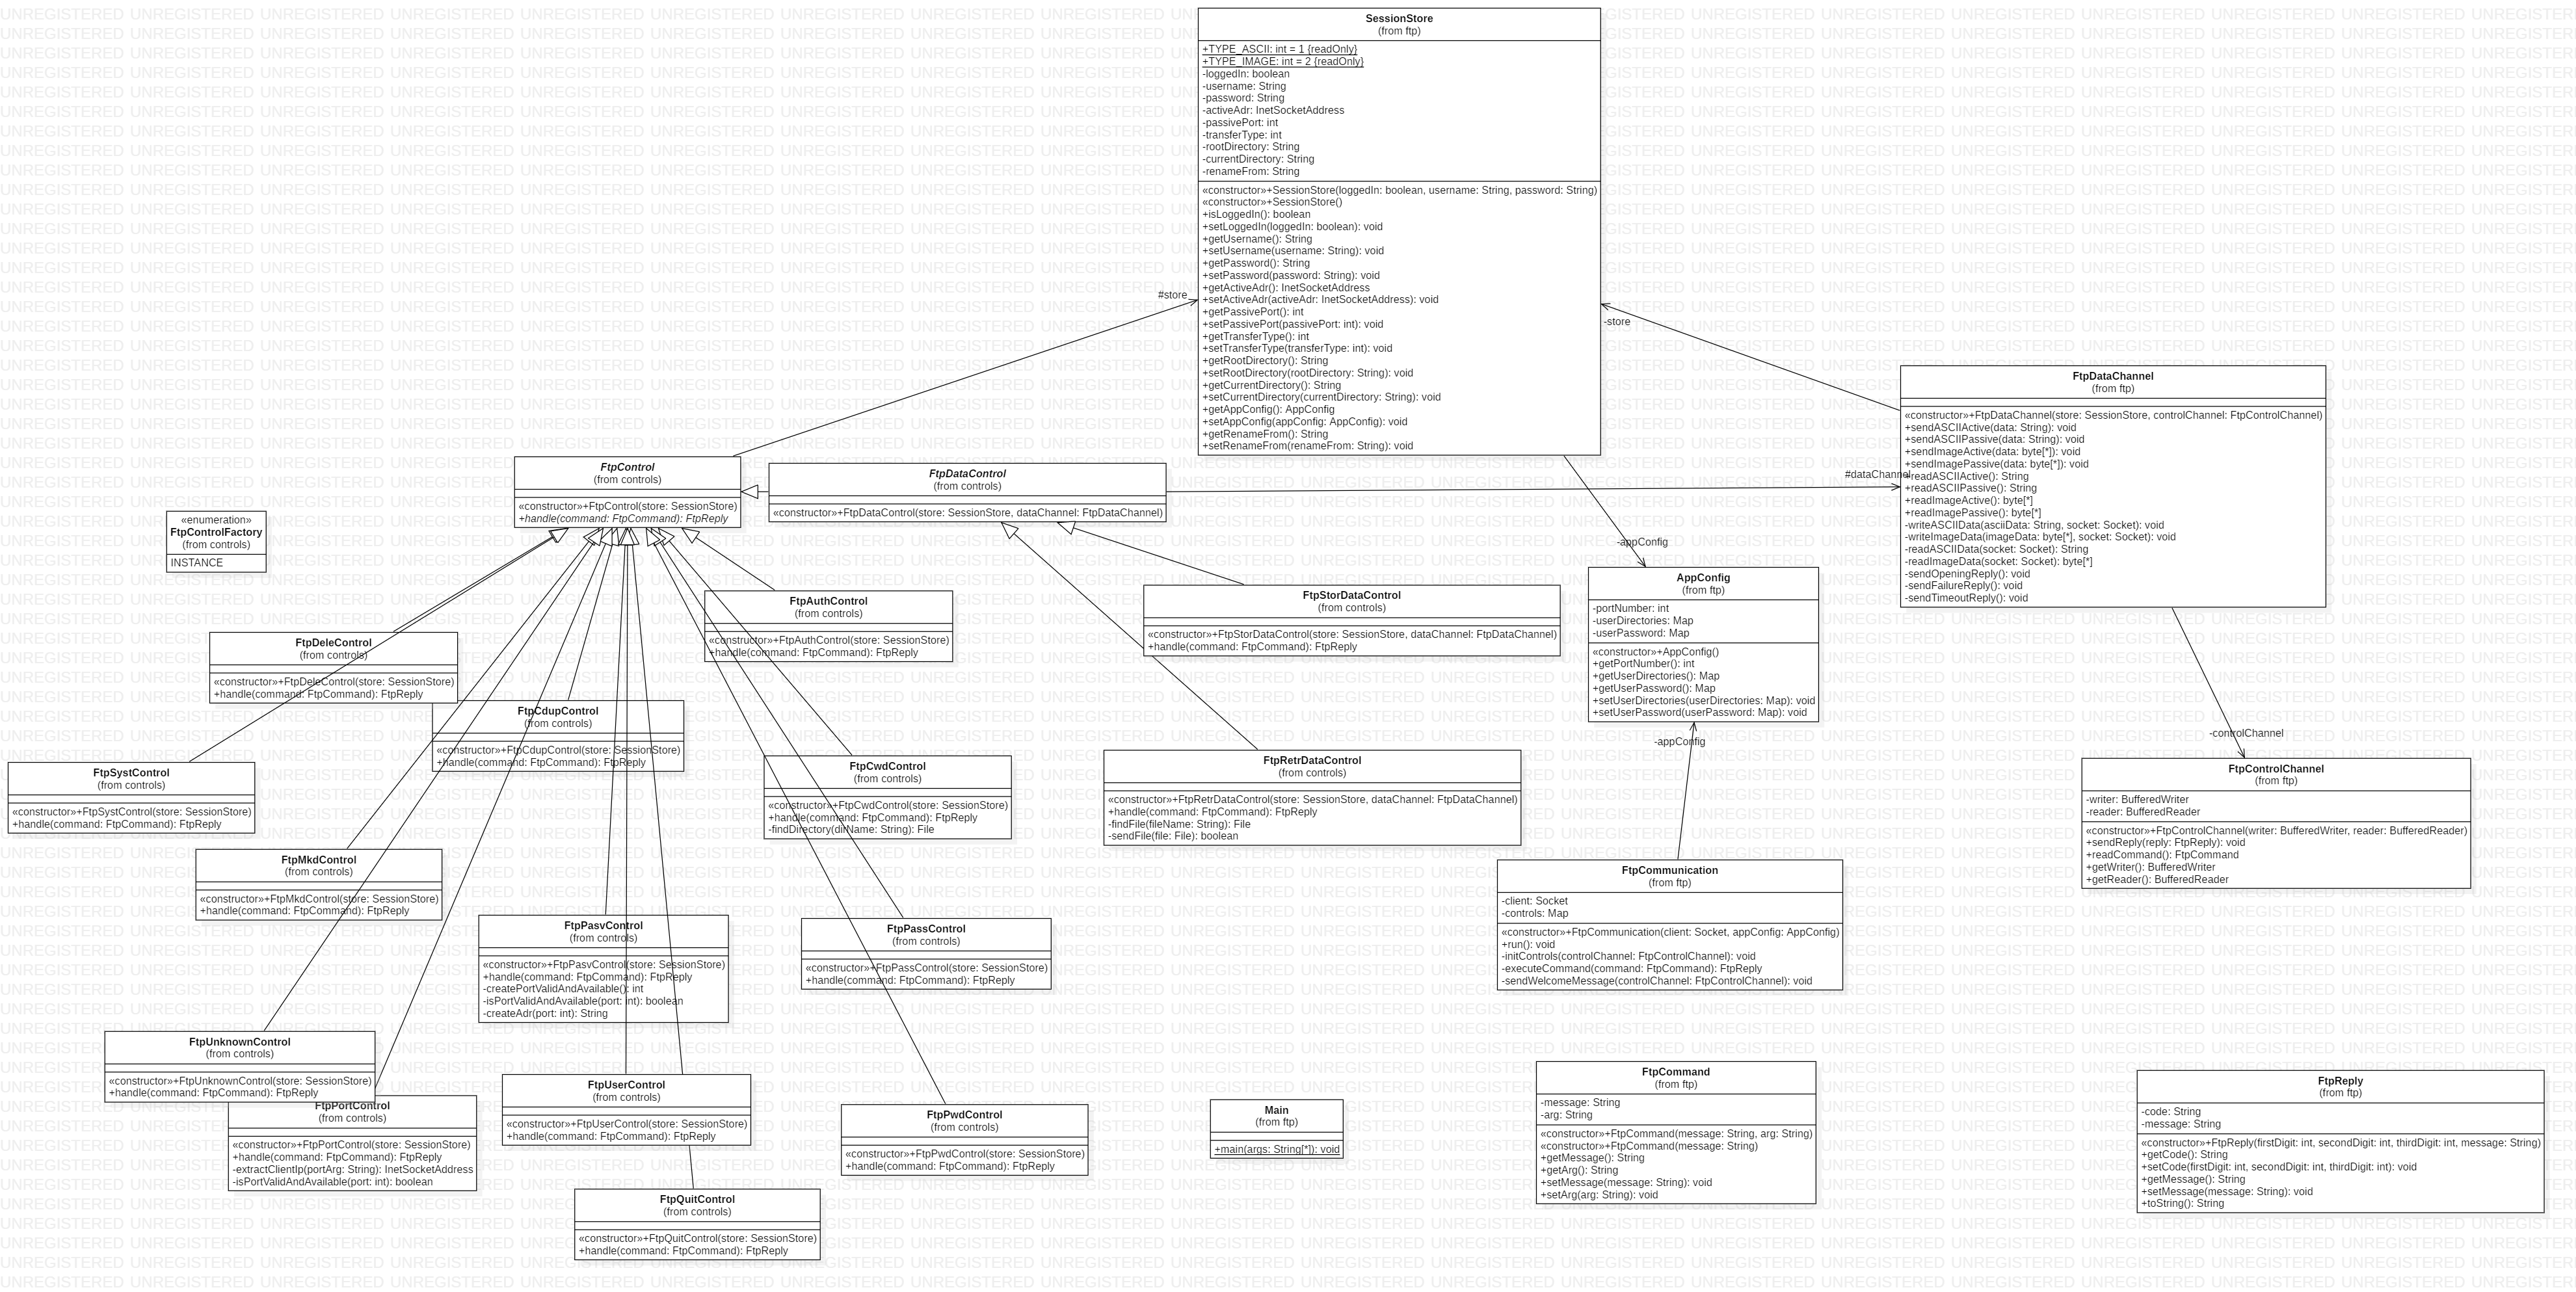 SessionStore
(from ftp)
+TYPE_ASCII: int = 1 {readOnly}
+TYPE_IMAGE: int = 2 {readOnly}
-loggedIn: boolean
-username: String
-password: String
-activeAdr: InetSocketAddress
-passivePort: int
-transferType: int
-rootDirectory: String
-currentDirectory: String
-renameFrom: String
«constructor»+SessionStore(loggedIn: boolean, username: String, password: String)
«constructor»+SessionStore()
+isLoggedIn(): boolean
+setLoggedIn(loggedIn: boolean): void
+getUsername(): String
+setUsername(username: String): void
+getPassword(): String
+setPassword(password: String): void
+getActiveAdr(): InetSocketAddress
+setActiveAdr(activeAdr: InetSocketAddress): void
+getPassivePort(): int
+setPassivePort(passivePort: int): void
+getTransferType(): int
+setTransferType(transferType: int): void
+getRootDirectory(): String
+setRootDirectory(rootDirectory: String): void
+getCurrentDirectory(): String
+setCurrentDirectory(currentDirectory: String): void
+getAppConfig(): AppConfig
+setAppConfig(appConfig: AppConfig): void
+getRenameFrom(): String
+setRenameFrom(renameFrom: String): void
#store
-store
FtpDataChannel
(from ftp)
«constructor»+FtpDataChannel(store: SessionStore, controlChannel: FtpControlChannel)
+sendASCIIActive(data: String): void
+sendASCIIPassive(data: String): void
+sendImageActive(data: byte[*]): void
+sendImagePassive(data: byte[*]): void
+readASCIIActive(): String
+readASCIIPassive(): String
+readImageActive(): byte[*]
+readImagePassive(): byte[*]
-writeASCIIData(asciiData: String, socket: Socket): void
-writeImageData(imageData: byte[*], socket: Socket): void
-readASCIIData(socket: Socket): String
-readImageData(socket: Socket): byte[*]
-sendOpeningReply(): void
-sendFailureReply(): void
-sendTimeoutReply(): void
#dataChannel
FtpControl
(from controls)
«constructor»+FtpControl(store: SessionStore)
+handle(command: FtpCommand): FtpReply
FtpDataControl
(from controls)
«constructor»+FtpDataControl(store: SessionStore, dataChannel: FtpDataChannel)
«enumeration»
FtpControlFactory
(from controls)
INSTANCE
-appConfig
AppConfig
(from ftp)
-portNumber: int
-userDirectories: Map
-userPassword: Map
«constructor»+AppConfig()
+getPortNumber(): int
+getUserDirectories(): Map
+getUserPassword(): Map
+setUserDirectories(userDirectories: Map): void
+setUserPassword(userPassword: Map): void
-appConfig
FtpStorDataControl
(from controls)
«constructor»+FtpStorDataControl(store: SessionStore, dataChannel: FtpDataChannel)
+handle(command: FtpCommand): FtpReply
FtpAuthControl
(from controls)
«constructor»+FtpAuthControl(store: SessionStore)
+handle(command: FtpCommand): FtpReply
FtpDeleControl
(from controls)
«constructor»+FtpDeleControl(store: SessionStore)
+handle(command: FtpCommand): FtpReply
FtpCdupControl
(from controls)
«constructor»+FtpCdupControl(store: SessionStore)
+handle(command: FtpCommand): FtpReply
FtpSystControl
(from controls)
«constructor»+FtpSystControl(store: SessionStore)
+handle(command: FtpCommand): FtpReply
FtpCwdControl
(from controls)
«constructor»+FtpCwdControl(store: SessionStore)
+handle(command: FtpCommand): FtpReply
-findDirectory(dirName: String): File
FtpRetrDataControl
(from controls)
«constructor»+FtpRetrDataControl(store: SessionStore, dataChannel: FtpDataChannel)
+handle(command: FtpCommand): FtpReply
-findFile(fileName: String): File
-sendFile(file: File): boolean
-controlChannel
FtpControlChannel
(from ftp)
-writer: BufferedWriter
-reader: BufferedReader
«constructor»+FtpControlChannel(writer: BufferedWriter, reader: BufferedReader)
+sendReply(reply: FtpReply): void
+readCommand(): FtpCommand
+getWriter(): BufferedWriter
+getReader(): BufferedReader
FtpMkdControl
(from controls)
«constructor»+FtpMkdControl(store: SessionStore)
+handle(command: FtpCommand): FtpReply
FtpCommunication
(from ftp)
-client: Socket
-controls: Map
«constructor»+FtpCommunication(client: Socket, appConfig: AppConfig)
+run(): void
-initControls(controlChannel: FtpControlChannel): void
-executeCommand(command: FtpCommand): FtpReply
-sendWelcomeMessage(controlChannel: FtpControlChannel): void
FtpPasvControl
(from controls)
«constructor»+FtpPasvControl(store: SessionStore)
+handle(command: FtpCommand): FtpReply
-createPortValidAndAvailable(): int
-isPortValidAndAvailable(port: int): boolean
-createAdr(port: int): String
FtpPassControl
(from controls)
«constructor»+FtpPassControl(store: SessionStore)
+handle(command: FtpCommand): FtpReply
FtpUnknownControl
(from controls)
«constructor»+FtpUnknownControl(store: SessionStore)
+handle(command: FtpCommand): FtpReply
FtpPortControl
(from controls)
«constructor»+FtpPortControl(store: SessionStore)
+handle(command: FtpCommand): FtpReply
-extractClientIp(portArg: String): InetSocketAddress
-isPortValidAndAvailable(port: int): boolean
FtpUserControl
(from controls)
«constructor»+FtpUserControl(store: SessionStore)
+handle(command: FtpCommand): FtpReply
FtpPwdControl
(from controls)
«constructor»+FtpPwdControl(store: SessionStore)
+handle(command: FtpCommand): FtpReply
FtpQuitControl
(from controls)
«constructor»+FtpQuitControl(store: SessionStore)
+handle(command: FtpCommand): FtpReply
Main
(from ftp)
+main(args: String[*]): void
FtpCommand
(from ftp)
-message: String
-arg: String
«constructor»+FtpCommand(message: String, arg: String)
«constructor»+FtpCommand(message: String)
+getMessage(): String
+getArg(): String
+setMessage(message: String): void
+setArg(arg: String): void
FtpReply
(from ftp)
-code: String
-message: String
«constructor»+FtpReply(firstDigit: int, secondDigit: int, thirdDigit: int, message: String)
+getCode(): String
+setCode(firstDigit: int, secondDigit: int, thirdDigit: int): void
+getMessage(): String
+setMessage(message: String): void
+toString(): String